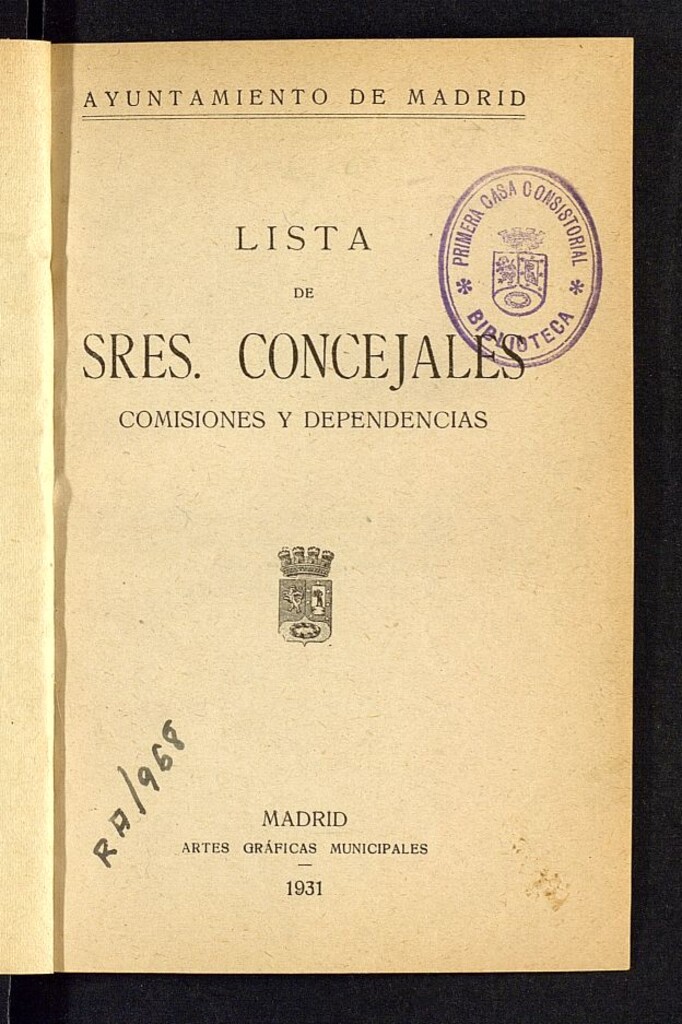 AYUNTAMIENTO DE MADRID
LISTA
DE
SRES. CONCEJALES
COMISIONES Y DEPENDENCIAS
PRIMERA CASA CONSISTORIAL
* BIBLIOTECA *
RA/968
MADRID
ARTES GRÁFICAS MUNICIPALES
1931